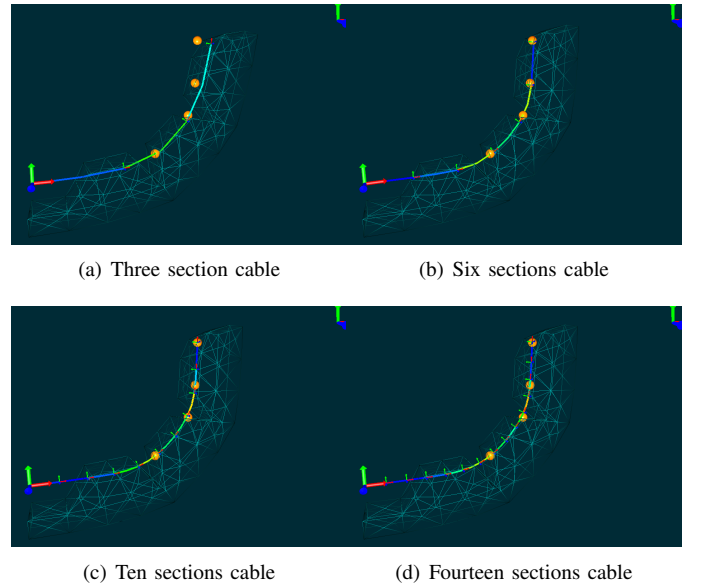 (a) Three section cable
(b) Six sections cable
(c) Ten sections cable
(d) Fourteen sections cable